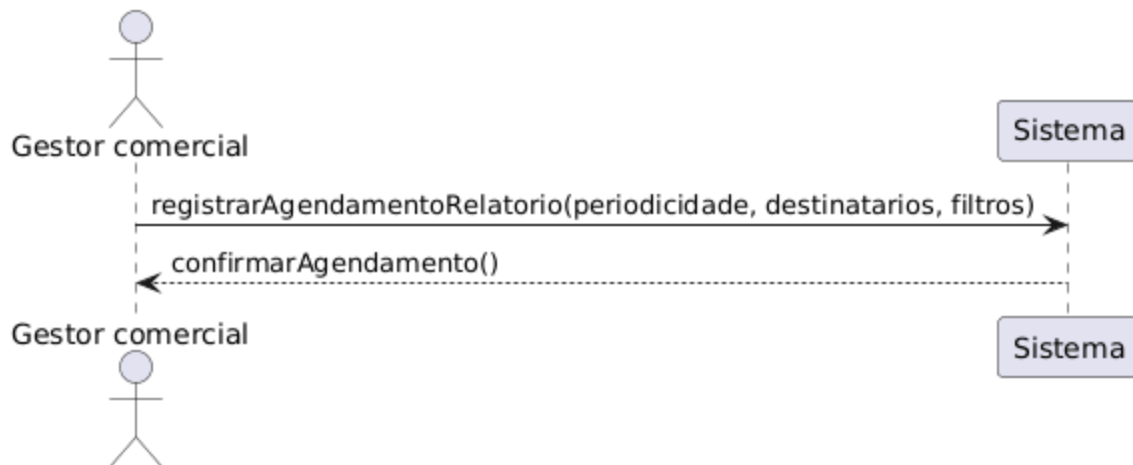 Gestor comercial
Sistema
registrarAgendamentoRelatorio(periodicidade, destinatarios, filtros)
confirmarAgendamento()
Gestor comercial
Sistema